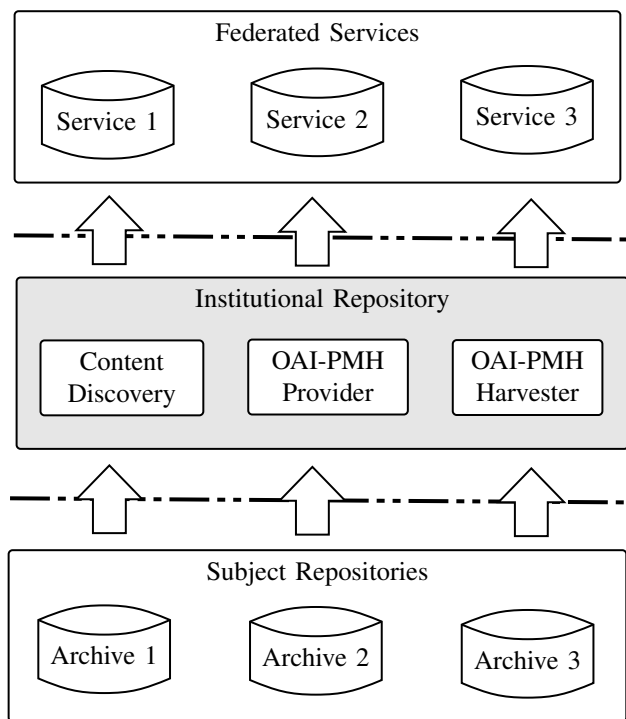 Federated Services
Service 1
Service 2
Service 3
Institutional Repository
Content
Discovery
OAI-PMH
Provider
OAI-PMH
Harvester
Subject Repositories
Archive 1
Archive 2
Archive 3